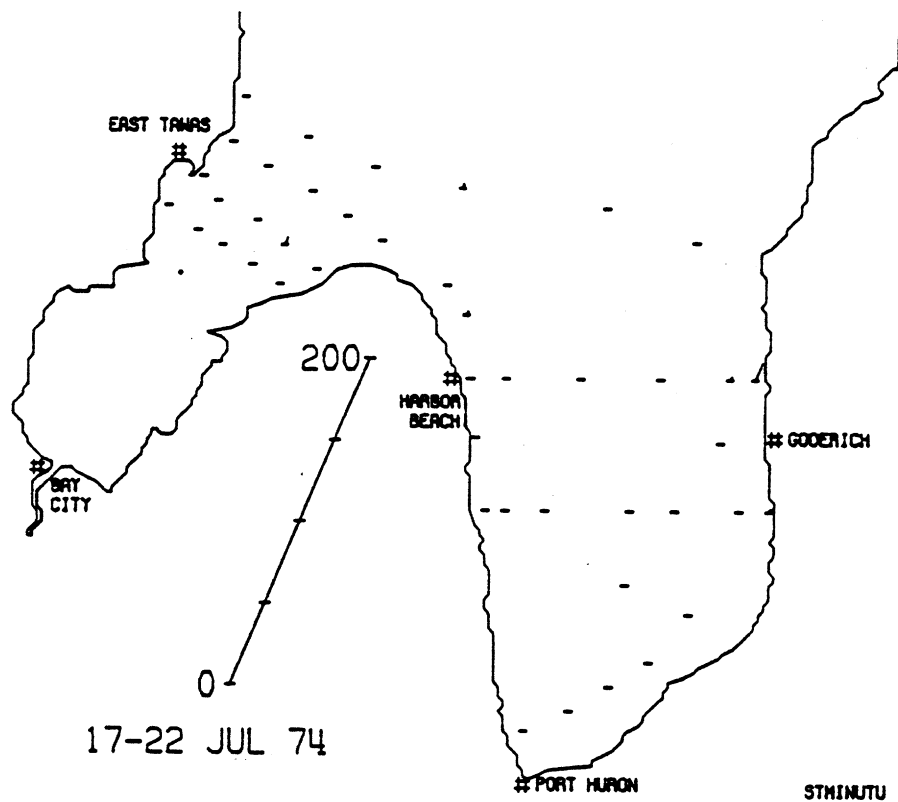 EAST TAWAS
200
HARBOR
BEACH
GODERICH
BAY
CITY
0
17-22 JUL 74
PORT HURON
STMINUTU